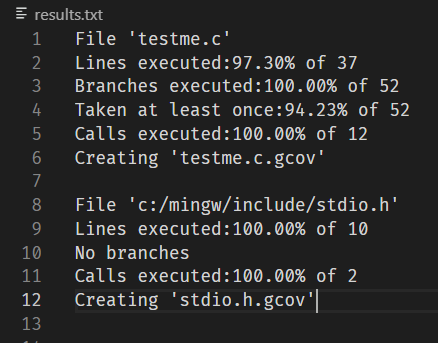 results.txt
1 File 'testme.c'
2 Lines executed:97.30% of 37
3 Branches executed:100.00% of 52
4 Taken at least once:94.23% of 52
5 Calls executed:100.00% of 12
6 Creating 'testme.c.gcov'
7
8 File 'c:/mingw/include/stdio.h'
9 Lines executed:100.00% of 10
10 No branches
11 Calls executed:100.00% of 2
12 Creating 'stdio.h.gcov'
13